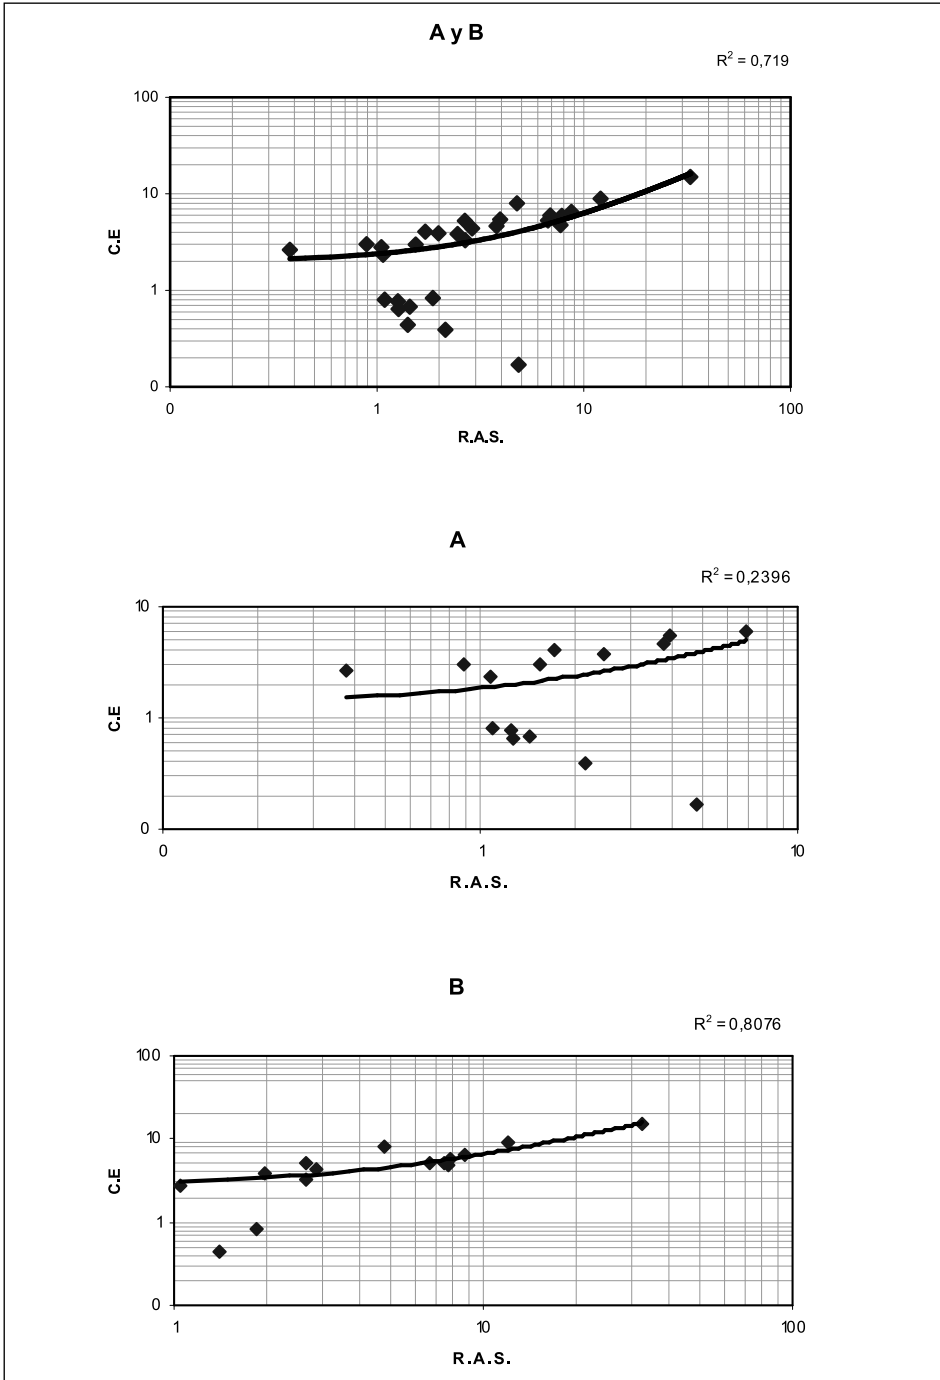 A y B
R² = 0,719
100
10
1
0
C.E
0 1 10 100
R.A.S.
A
R² = 0,2396
10
1
0
C.E
0 1 10
R.A.S.
B
R² = 0,8076
100
10
1
0
C.E
1 10 100
R.A.S.